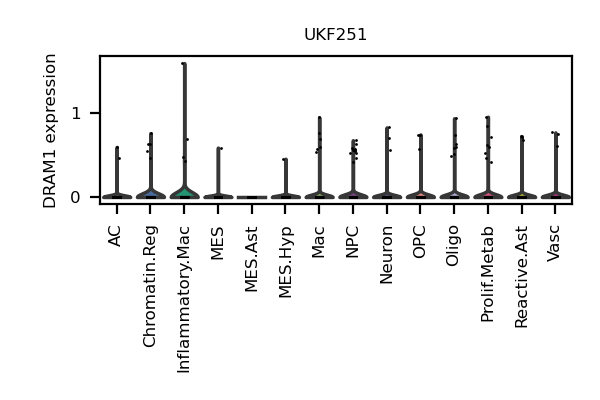 UKF251
DRAM1 expression
1
0
AC
Chromatin.Reg
Inflammatory.Mac
MES
MES.Ast
MES.Hyp
Mac
NPC
Neuron
OPC
Oligo
Prolif.Metab
Reactive.Ast
Vasc